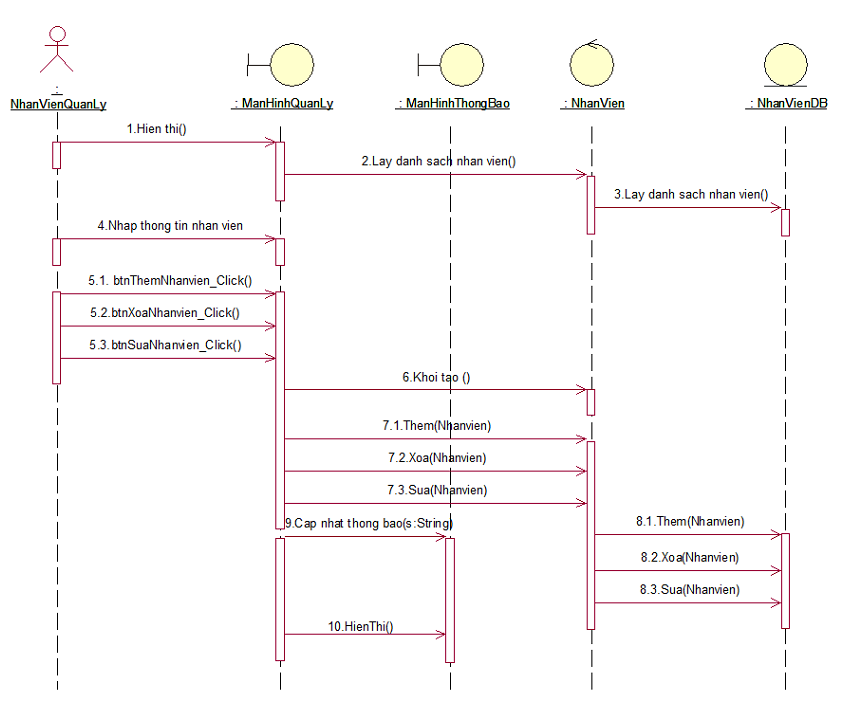 :
NhanVienQuanLy
: ManHinhQuanLy
: ManHinhThongBao
: NhanVien
: NhanVienDB
1.Hien thi()
2.Lay danh sach nhan vien()
3.Lay danh sach nhan vien()
4.Nhap thong tin nhan vien
5.1. btnThemNhanvien_Click()
5.2.btnXoaNhanvien_Click()
5.3.btnSuaNhanvien_Click()
6.Khoi tao ()
7.1.Them(Nhanvien)
7.2.Xoa(Nhanvien)
7.3.Sua(Nhanvien)
9.Cap nhat thong bao(s:String)
8.1.Them(Nhanvien)
8.2.Xoa(Nhanvien)
8.3.Sua(Nhanvien)
10.HienThi()